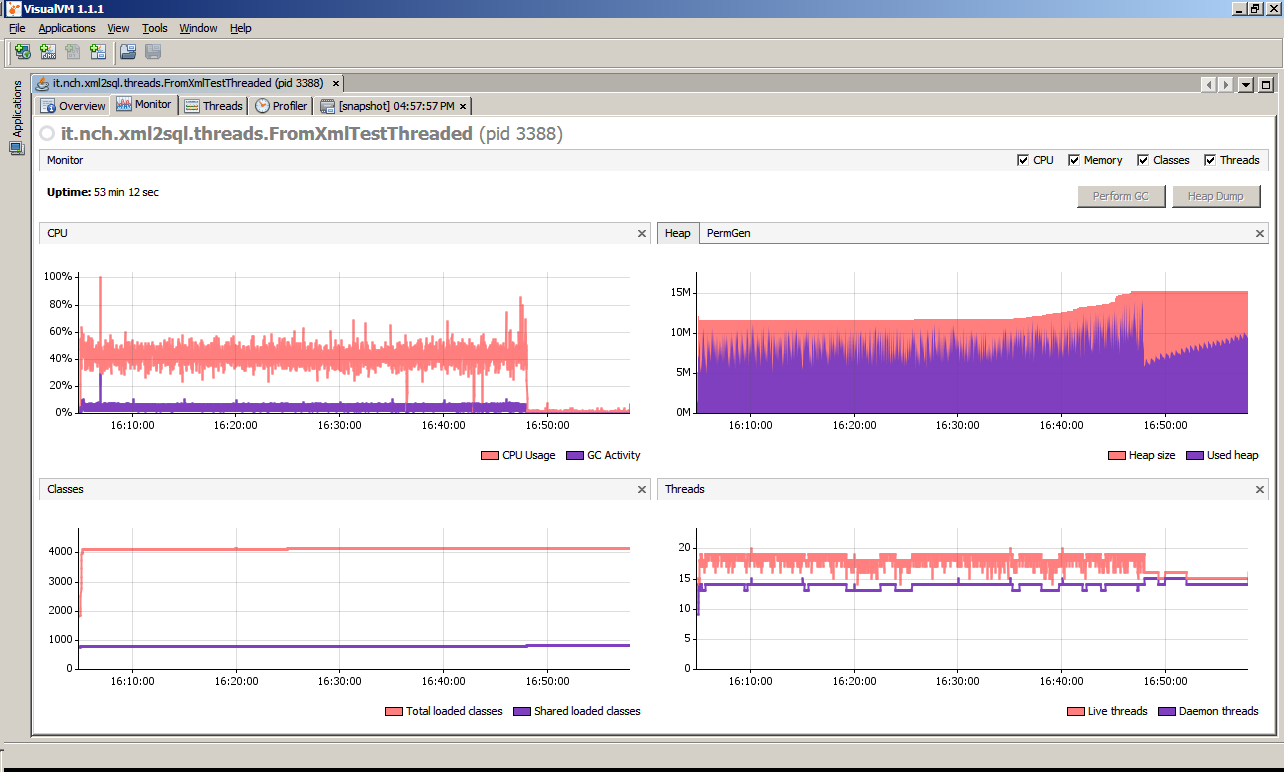 VisualVM 1.1.1
File Applications View Tools Window Help
Applications
it.nch.xml2sql.threads.FromXmlTestThreaded (pid 3388)
Overview Monitor Threads Profiler [snapshot] 04:57:57 PM
it.nch.xml2sql.threads.FromXmlTestThreaded (pid 3388)
Monitor CPU Memory Classes Threads
Uptime: 53 min 12 sec
Perform GC Heap Dump
CPU
100%
80%
60%
40%
20%
0%
16:10:00 16:20:00 16:30:00 16:40:00 16:50:00
CPU Usage GC Activity
Heap PermGen
15M
10M
5M
0M
16:10:00 16:20:00 16:30:00 16:40:00 16:50:00
Heap size Used heap
Classes
4000
3000
2000
1000
0
16:10:00 16:20:00 16:30:00 16:40:00 16:50:00
Total loaded classes Shared loaded classes
Threads
20
15
10
5
0
16:10:00 16:20:00 16:30:00 16:40:00 16:50:00
Live threads Daemon threads